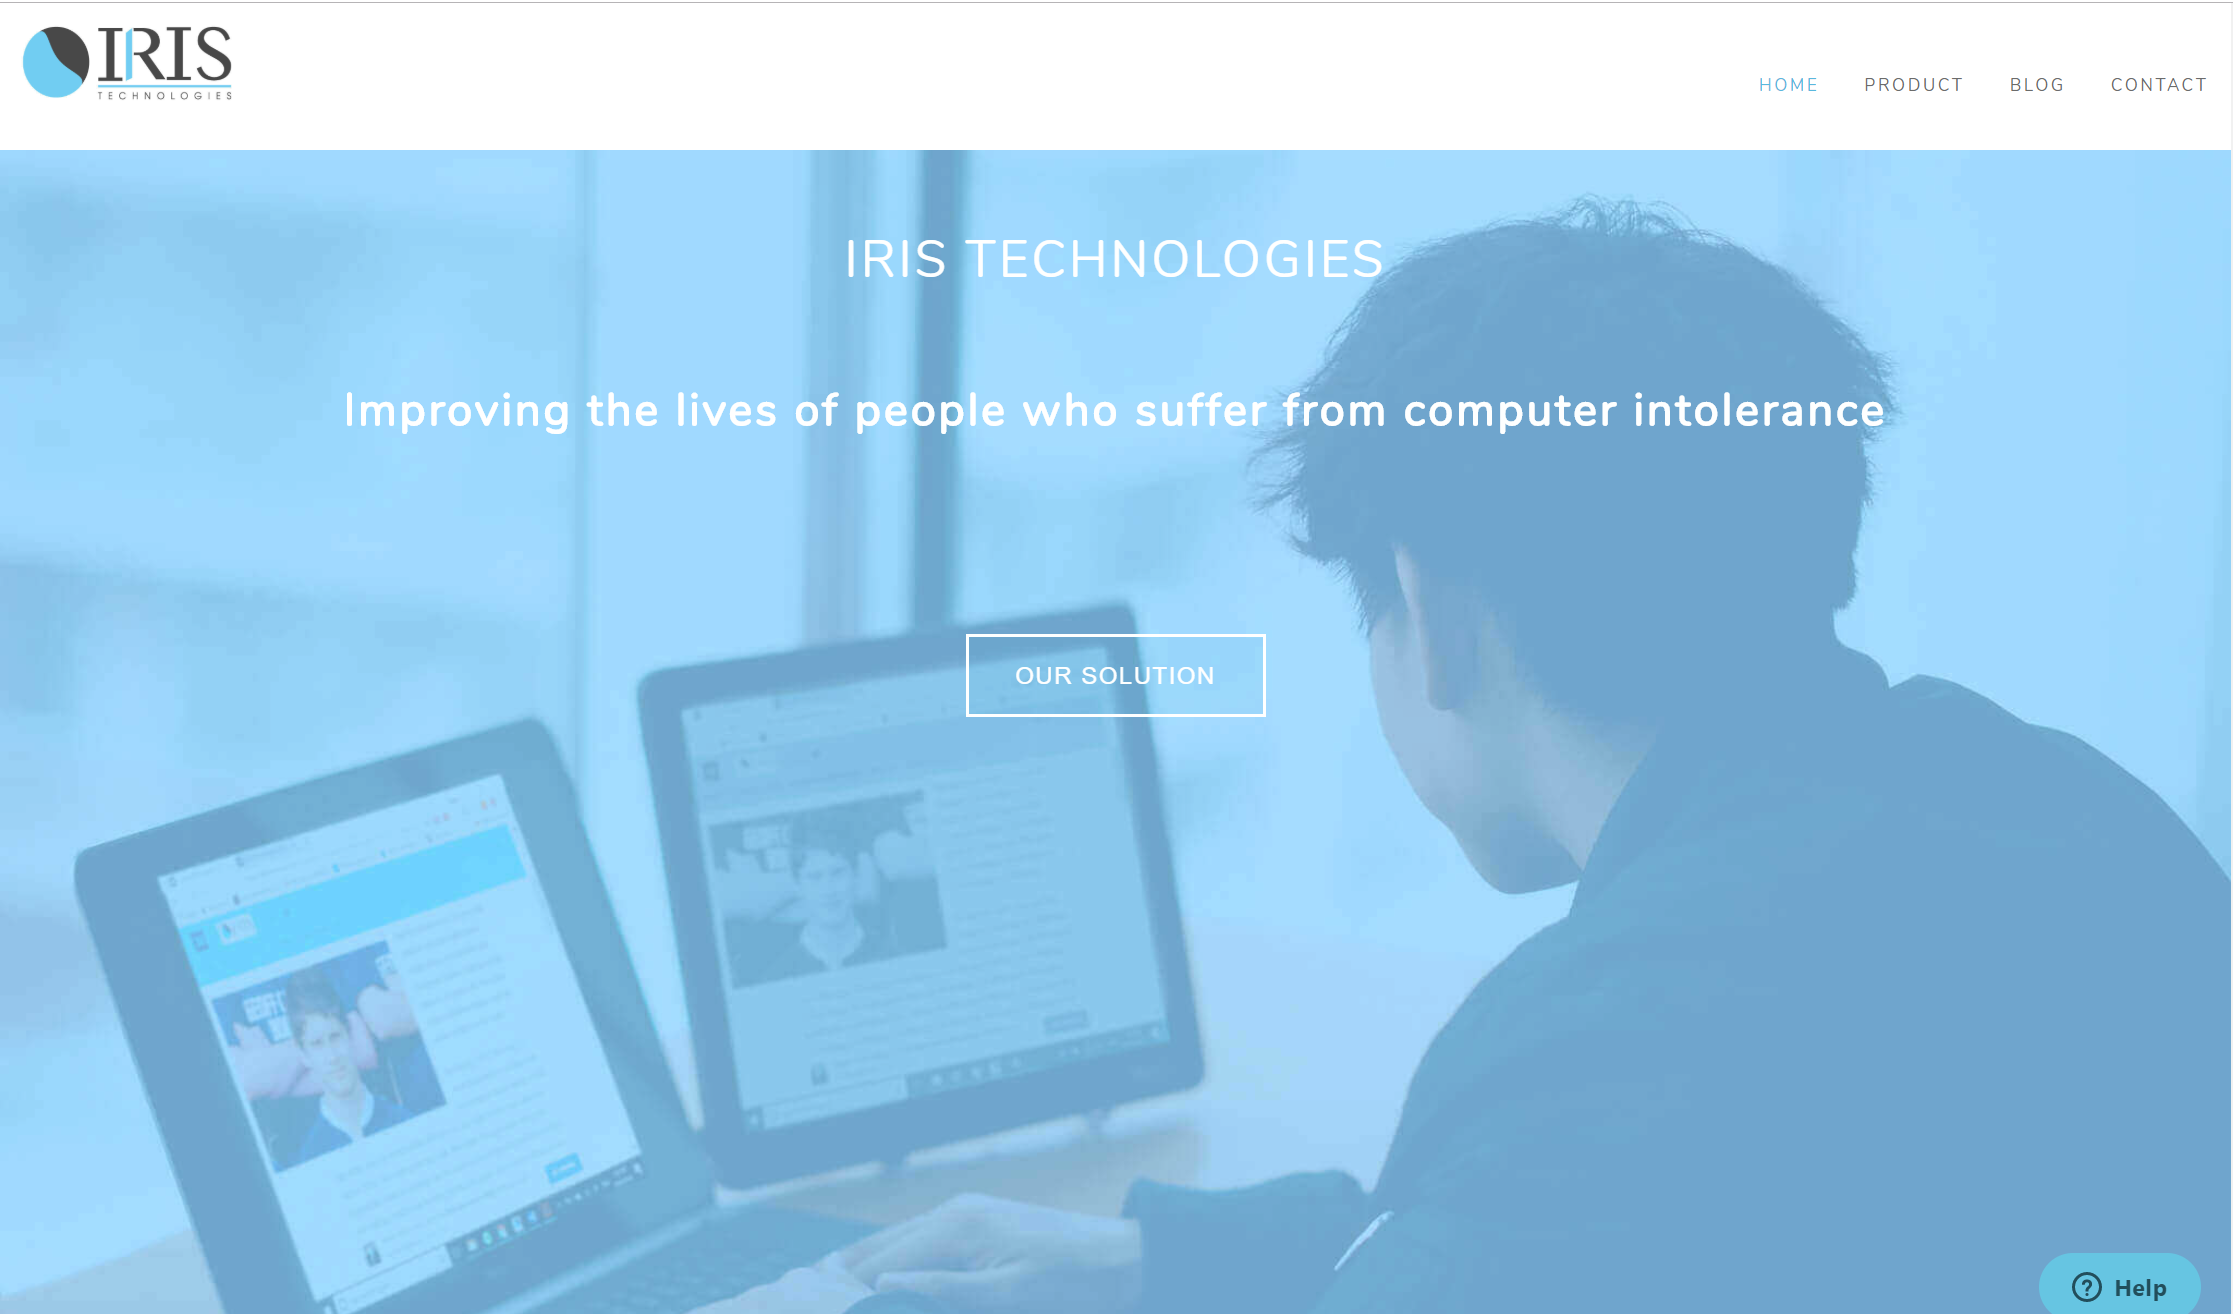 IRIS
TECHNOLOGIES
HOME PRODUCT BLOG CONTACT
IRIS TECHNOLOGIES
Improving the lives of people who suffer from computer intolerance
OUR SOLUTION
Help